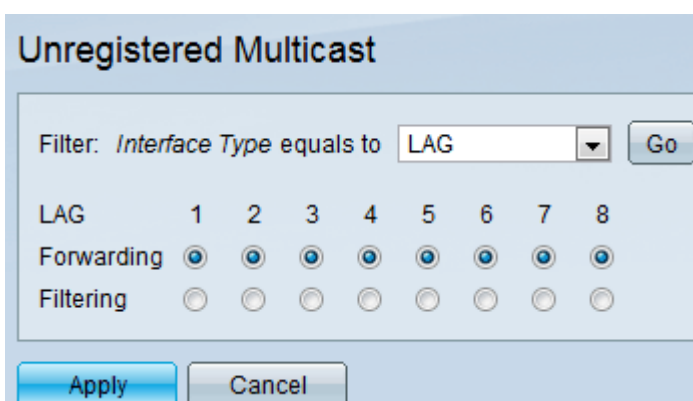 Unregistered Multicast
Filter: Interface Type equals to LAG Go
LAG 1 2 3 4 5 6 7 8
Forwarding
Filtering
Apply Cancel